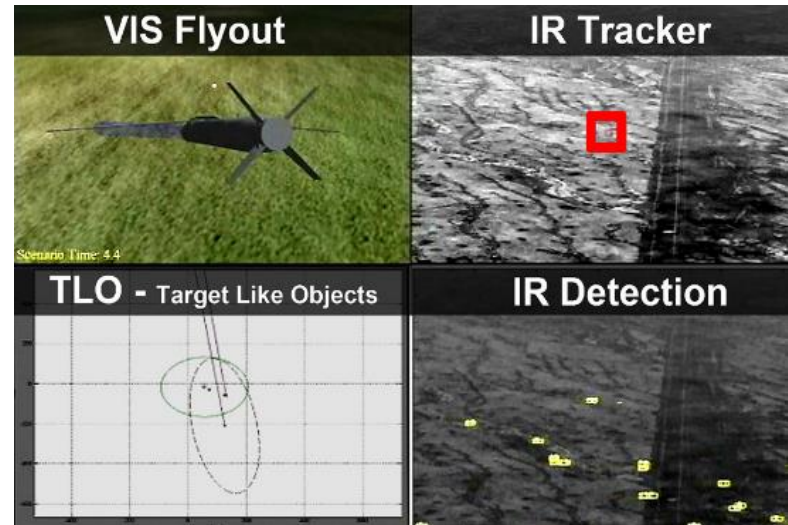 VIS Flyout
IR Tracker
Scenario Time: 4.4
TLO - Target Like Objects
IR Detection